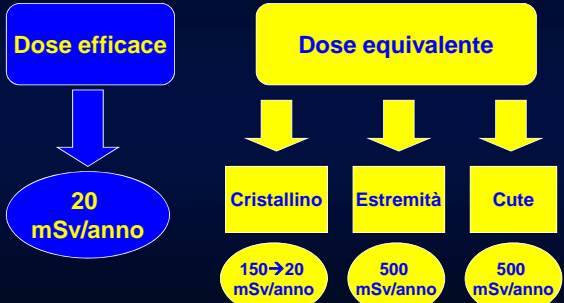 Dose efficace
Dose equivalente
20
mSv/anno
Cristallino
Estremità
Cute
150→20
mSv/anno
500
mSv/anno
500
mSv/anno